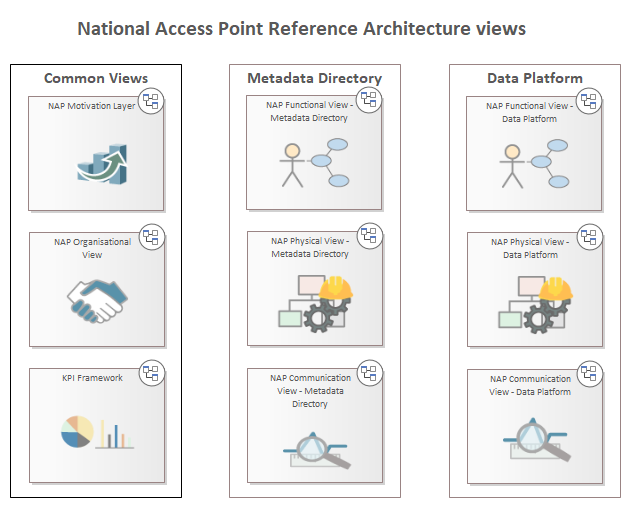 National Access Point Reference Architecture views
Common Views
NAP Motivation Layer
NAP Organisational
View
KPI Framework
Metadata Directory
NAP Functional View -
Metadata Directory
NAP Physical View -
Metadata Directory
NAP Communication
View - Metadata
Directory
Data Platform
NAP Functional View -
Data Platform
NAP Physical View -
Data Platform
NAP Communication
View - Data Platform